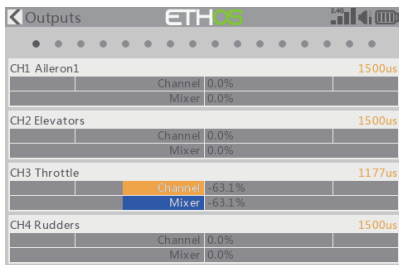 Outputs ETHOS 2.4G
CH1 Aileron1 1500us
Channel 0.0%
Mixer 0.0%
CH2 Elevators 1500us
Channel 0.0%
Mixer 0.0%
CH3 Throttle 1177us
Channel -63.1%
Mixer -63.1%
CH4 Rudders 1500us
Channel 0.0%
Mixer 0.0%